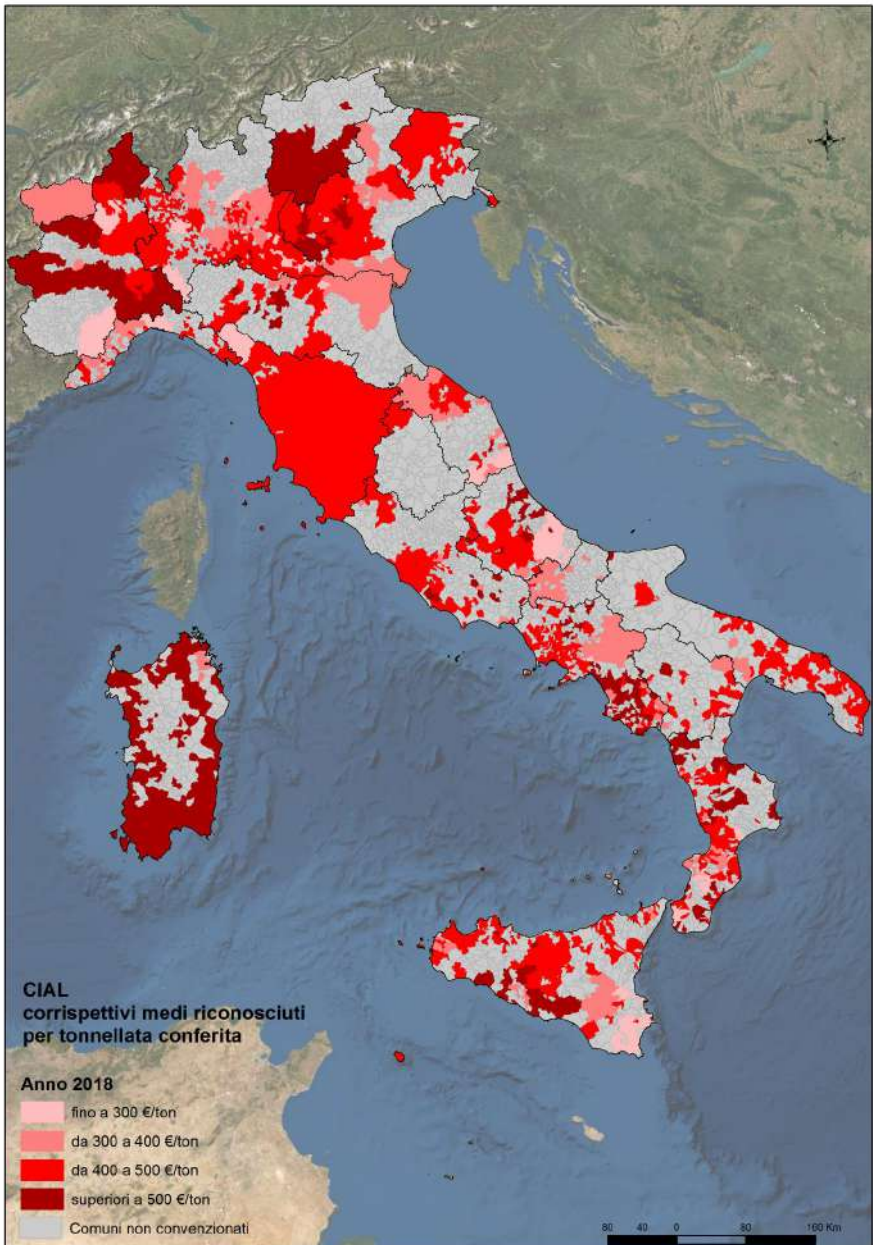 CIAL
corrispettivi medi riconosciuti
per tonnellata conferita
Anno 2018
fino a 300 €/ton
da 300 a 400 €/ton
da 400 a 500 €/ton
superiori a 500 €/ton
Comuni non convenzionati
80 40 0 80 160 Km